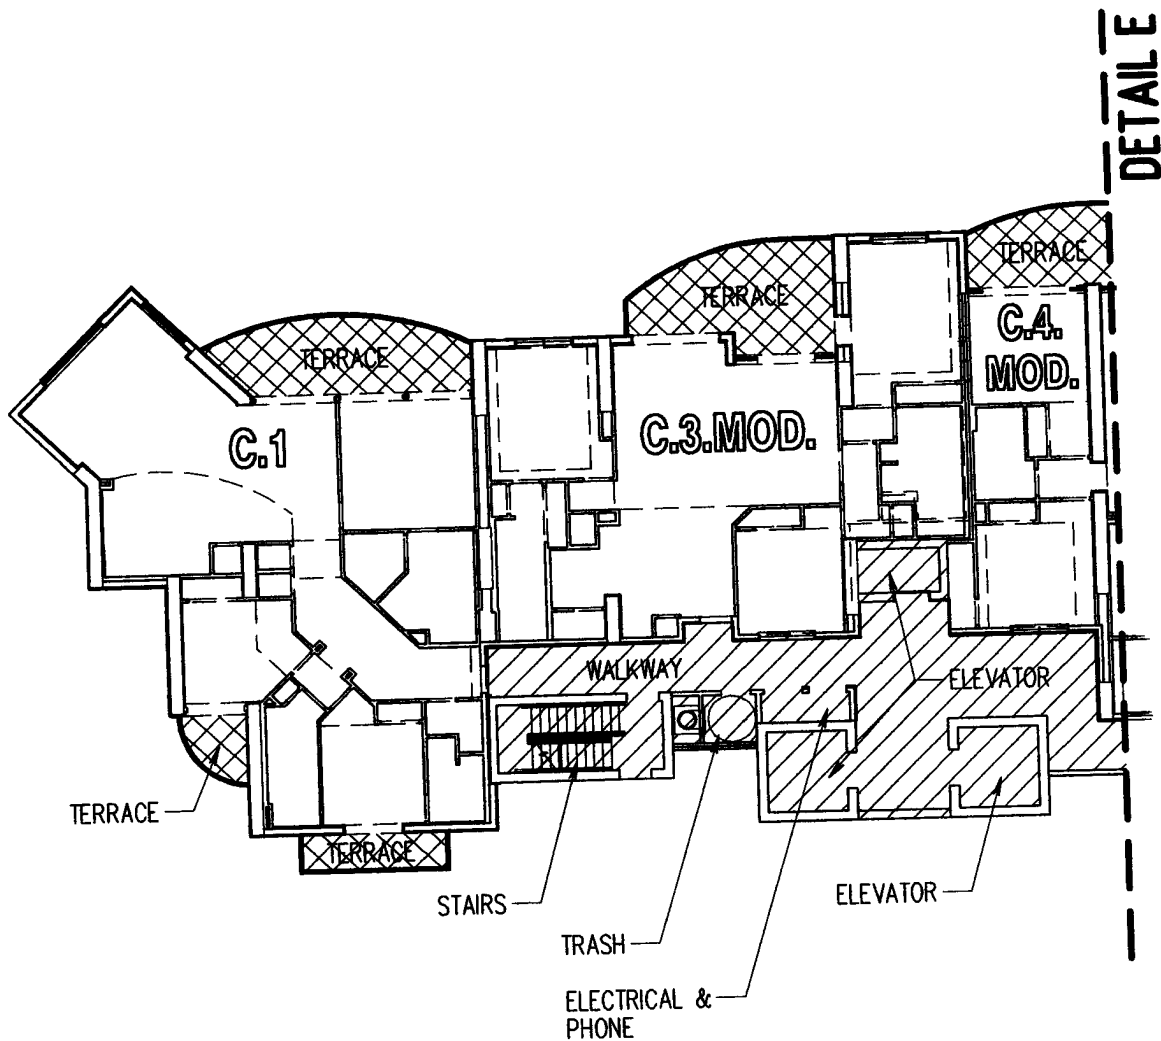 DETAIL E
TERRACE
TERRACE
TERRACE
C.4.
MOD.
C.1
C.3.MOD.
WALKWAY
ELEVATOR
TERRACE
TERRACE
STAIRS
ELEVATOR
TRASH
ELECTRICAL &
PHONE